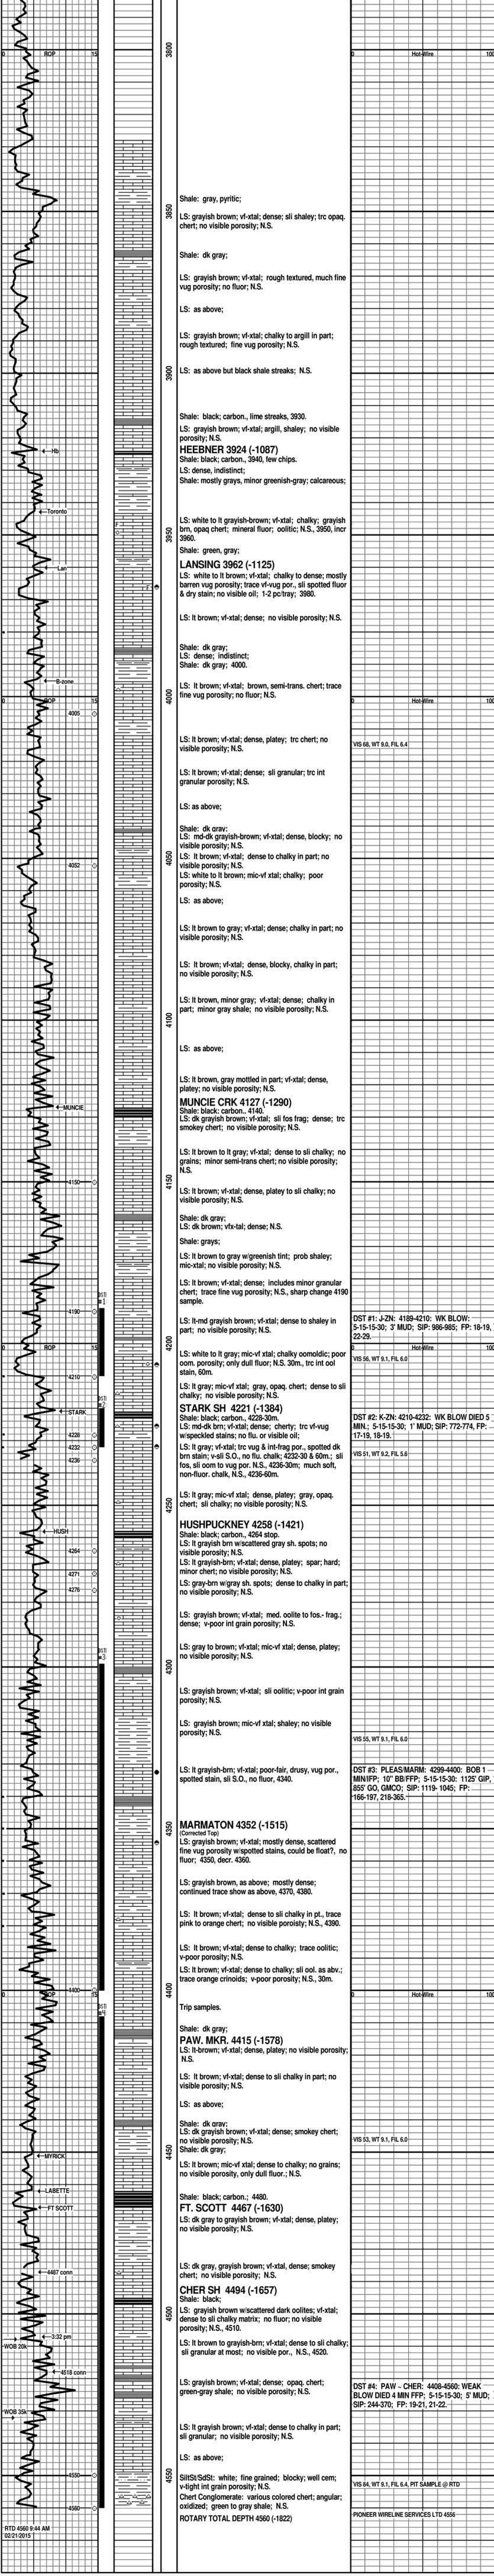 0 ROP 15
3800
0 Hot-Wire 100
Shale: gray, pyritic;
3850
LS: grayish brown; vf-xtal; dense; sli shaley; trc opaq.
chert; no visible porosity; N.S.
Shale: dk gray;
LS: grayish brown; vf-xtal; rough textured, much fine
vug porosity; no fluor; N.S.
LS: as above;
LS: grayish brown; vf-xtal; chalky to argill in part;
rough textured; fine vug porosity; N.S.
3900
LS: as above but black shale streaks; N.S.
Shale: black; carbon., lime streaks, 3930.
LS: grayish brown; vf-xtal; argill, shaley; no visible
porosity; N.S.
Hb
HEEBNER 3924 (-1087)
Shale: black; carbon., 3940, few chips.
LS: dense, indistinct;
Shale: mostly grays, minor greenish-gray; calcareous;
Toronto
3950
LS: white to lt grayish-brown; vf-xtal; chalky; grayish
brn, opaq chert; mineral fluor; oolitic; N.S., 3950, incr
3960.
Shale: green, gray;
Lan
LANSING 3962 (-1125)
LS: white to lt brown; vf-xtal; chalky to dense; mostly
barren vug porosity; trace vf-vug por., sli spotted fluor
& dry stain; no visible oil; 1-2 pc/tray; 3980.
LS: lt brown; vf-xtal; dense; no visible porosity; N.S.
Shale: dk gray;
LS: dense; indistinct;
Shale: dk gray; 4000.
B-zone
4000
LS: lt brown; vf-xtal; brown, semi-trans. chert; trace
fine vug porosity; no fluor; N.S.
0 ROP 15
0 Hot-Wire 100
4005
LS: lt brown; vf-xtal; dense, platey; trc chert; no
visible porosity; N.S.
VIS 68, WT 9.0, FIL 6.4
LS: lt brown; vf-xtal; dense; sli granular; trc int
granular porosity; N.S.
LS: as above;
Shale: dk gray;
LS: md-dk grayish-brown; vf-xtal; dense, blocky; no
visible porosity; N.S.
4050
4052
LS: lt brown; vf-xtal; dense to chalky in part; no
visible porosity; N.S.
LS: white to lt brown; mic-vf xtal; chalky; poor
porosity; N.S.
LS: as above;
LS: lt brown to gray; vf-xtal; dense; chalky in part; no
visible porosity; N.S.
LS: lt brown; vf-xtal; dense, blocky, chalky in part;
no visible porosity; N.S.
LS: lt brown, minor gray; vf-xtal; dense; chalky in
part; minor gray shale; no visible porosity; N.S.
4100
LS: as above;
LS: lt brown, gray mottled in part; vf-xtal; dense,
platey; no visible porosity; N.S.
MUNCIE
MUNCIE CRK 4127 (-1290)
Shale: black; carbon., 4140.
LS: dk grayish brown; vf-xtal; sli fos frag; dense; trc
smokey chert; no visible porosity; N.S.
LS: lt brown to lt gray; vf-xtal; dense to sli chalky; no
grains; minor semi-trans chert; no visible porosity;
N.S.
4150
4150
LS: lt brown; vf-xtal; dense, platey to sli chalky; no
visible porosity; N.S.
Shale: dk gray;
LS: dk brown; vfx-tal; dense; N.S.
Shale: grays;
LS: lt brown to gray w/greenish tint; prob shaley;
mic-xtal; no visible porosity; N.S.
LS: lt brown; vf-xtal; dense; includes minor granular
chert; trace fine vug porosity; N.S., sharp change 4190
sample.
4190
LS: lt-md grayish brown; vf-xtal; dense to shaley in
part; no visible porosity; N.S.
DST #1: J-ZN: 4189-4210: WK BLOW:
5-15-15-30; 3' MUD; SIP: 986-985; FP: 18-19,
22-29.
4200
0 ROP 15
0 Hot-Wire 100
LS: white to lt gray; mic-vf xtal; chalky oomoldic; poor
oom. porosity; only dull fluor; N.S. 30m., trc int ool
stain, 60m.
VIS 56, WT 9.1, FIL 6.0
4210
LS: lt gray; mic-vf xtal; gray, opaq. chert; dense to sli
chalky; no visible porosity; N.S.
STARK
STARK SH 4221 (-1384)
Shale: black; carbon., 4228-30m.
LS: md-dk brn; vf-xtal; dense; cherty; trc vf-vug
w/speckled stains; no flu. or visible oil;
DST #2: K-ZN: 4210-4232: WK BLOW DIED 5
MIN.; 5-15-15-30; 1' MUD; SIP: 772-774, FP:
17-19, 18-19.
4228
4232
4236
LS: lt gray; vf-xtal; trc vug & int-frag por., spotted dk
brn stain; v-sli S.O., no flu. chalk; 4232-30 & 60m.; sli
fos, sli oom to vug por. N.S., 4236-30m; much soft,
non-fluor. chalk, N.S., 4236-60m.
VIS 51, WT 9.2, FIL 5.6
4250
LS: lt gray; mic-vf xtal; dense, platey; gray, opaq.
chert; sli chalky; no visible porosity; N.S.
HUSH
HUSHPUCKNEY 4258 (-1421)
Shale: black; carbon., 4264 stop.
LS: lt grayish brn w/scattered gray sh. spots; no
visible porosity; N.S.
4264
LS: lt grayish-brn; vf-xtal; dense, platey; spar; hard;
minor chert; no visible porosity; N.S.
4271
4276
LS: gray-brn w/gray sh. spots; dense to chalky in part;
no visible porosity; N.S.
LS: grayish brown; vf-xtal; med. oolite to fos.- frag.;
dense; v-poor int grain porosity; N.S.
LS: gray to brown; vf-xtal; mic-vf xtal; dense, platey;
no visible porosity; N.S.
4300
LS: grayish brown; vf-xtal; sli oolitic; v-poor int grain
porosity; N.S.
LS: grayish brown; mic-vf xtal; shaley; no visible
porosity; N.S.
VIS 55, WT 9.1, FIL 6.0
LS: lt grayish-brn; vf-xtal; poor-fair, drusy, vug por.,
spotted stain, sli S.O., no fluor, 4340.
DST #3: PLEAS/MARM: 4299-4400: BOB 1
MIN/IFP; 10" BB/FFP; 5-15-15-30: 1125' GIP,
855' GO, GMCO; SIP: 1119- 1045; FP:
166-197, 218-365.
4350
MARMATON 4352 (-1515)
(Corrected Top)
LS: grayish brown; vf-xtal; mostly dense, scattered
fine vug porosity w/spotted stains, could be float?, no
fluor; 4350, decr. 4360.
LS: grayish brown, as above; mostly dense;
continued trace show as above, 4370, 4380.
LS: lt brown; vf-xtal; dense to sli chalky in pt., trace
pink to orange chert; no visible poroisty; N.S., 4390.
LS: lt brown; vf-xtal; dense to chalky; trace oolitic;
v-poor porosity; N.S.
LS: lt brown; vf-xtal; dense to chalky; sli ool. as abv.;
trace orange crinoids; v-poor porosity; N.S., 30m.
4400
4400
0 ROP 15
0 Hot-Wire 100
Trip samples.
Shale: dk gray;
PAW. MKR. 4415 (-1578)
LS: lt-brown; vf-xtal; dense, platey; no visible porosity;
N.S.
LS: lt brown; vf-xtal; dense to sli chalky in part; no
visible porosity; N.S.
LS: as above;
Shale: dk gray;
LS: dk grayish brown; vf-xtal; dense; smokey chert;
no visible porosity; N.S.
Shale: dk gray;
VIS 53, WT 9.1, FIL 6.0
4450
MYRICK
LS: lt brown; mic-vf xtal; dense to chalky; no grains;
no visible porosity, only dull fluor.; N.S.
LABETTE
Shale: black; carbon.; 4480.
FT SCOTT
FT. SCOTT 4467 (-1630)
LS: dk gray to grayish brown; vf-xtal; dense, platey;
no visible porosity; N.S.
4487 conn
LS: dk gray, grayish brown; vf-xtal, dense; smokey
chert; no visible porosity; N.S.
CHER SH 4494 (-1657)
Shale: black;
4500
LS: grayish brown w/scattered dark oolites; vf-xtal;
dense to sli chalky matrix; no fluor; no visible
porosity; N.S., 4510.
3:32 pm
WOB 20k
LS: lt brown to grayish-brn; vf-xtal; dense to sli chalky;
sli granular at most; no visible por., N.S., 4520.
4518 conn
LS: grayish brown; vf-xtal; dense; opaq. chert;
green-gray shale; no visible porosity; N.S.
DST #4: PAW - CHER: 4408-4560: WEAK
BLOW DIED 4 MIN FFP; 5-15-15-30; 5' MUD;
SIP: 244-370; FP: 19-21, 21-22.
WOB 35k
LS: lt grayish brown; vf-xtal; dense to chalky in part;
sli granular; no visible porosity; N.S.
LS: as above;
4550
4550
SiltSt/SdSt: white; fine grained; blocky; well cem;
v-tight int grain porosity; N.S.
VIS 64, WT 9.1, FIL 6.4, PIT SAMPLE @ RTD
Chert Conglomerate: various colored chert; angular;
oxidized; green to gray shale; N.S.
4560
PIONEER WIRELINE SERVICES LTD 4556
ROTARY TOTAL DEPTH 4560 (-1822)
RTD 4560 9:44 AM
02/21/2015